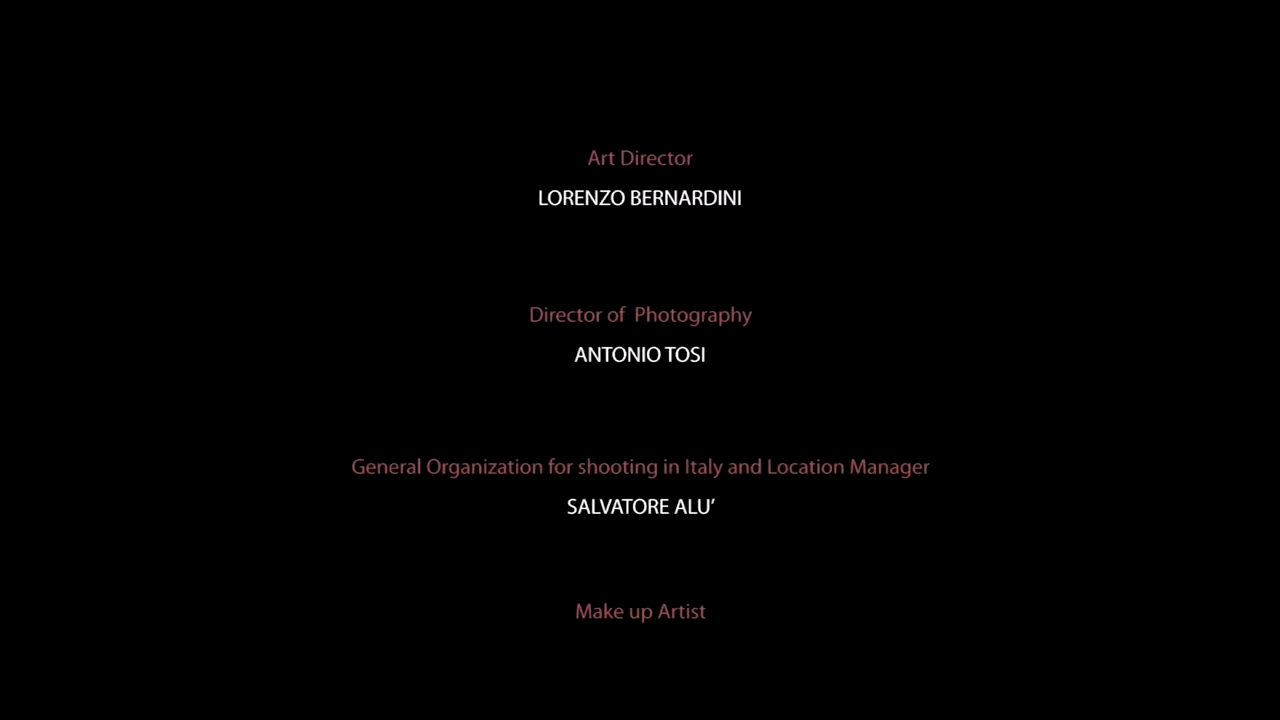 Art Director
LORENZO BERNARDINI
Director of  Photography
ANTONIO TOSI
General Organization for shooting in Italy and Location Manager
SALVATORE ALU’
Make up Artist